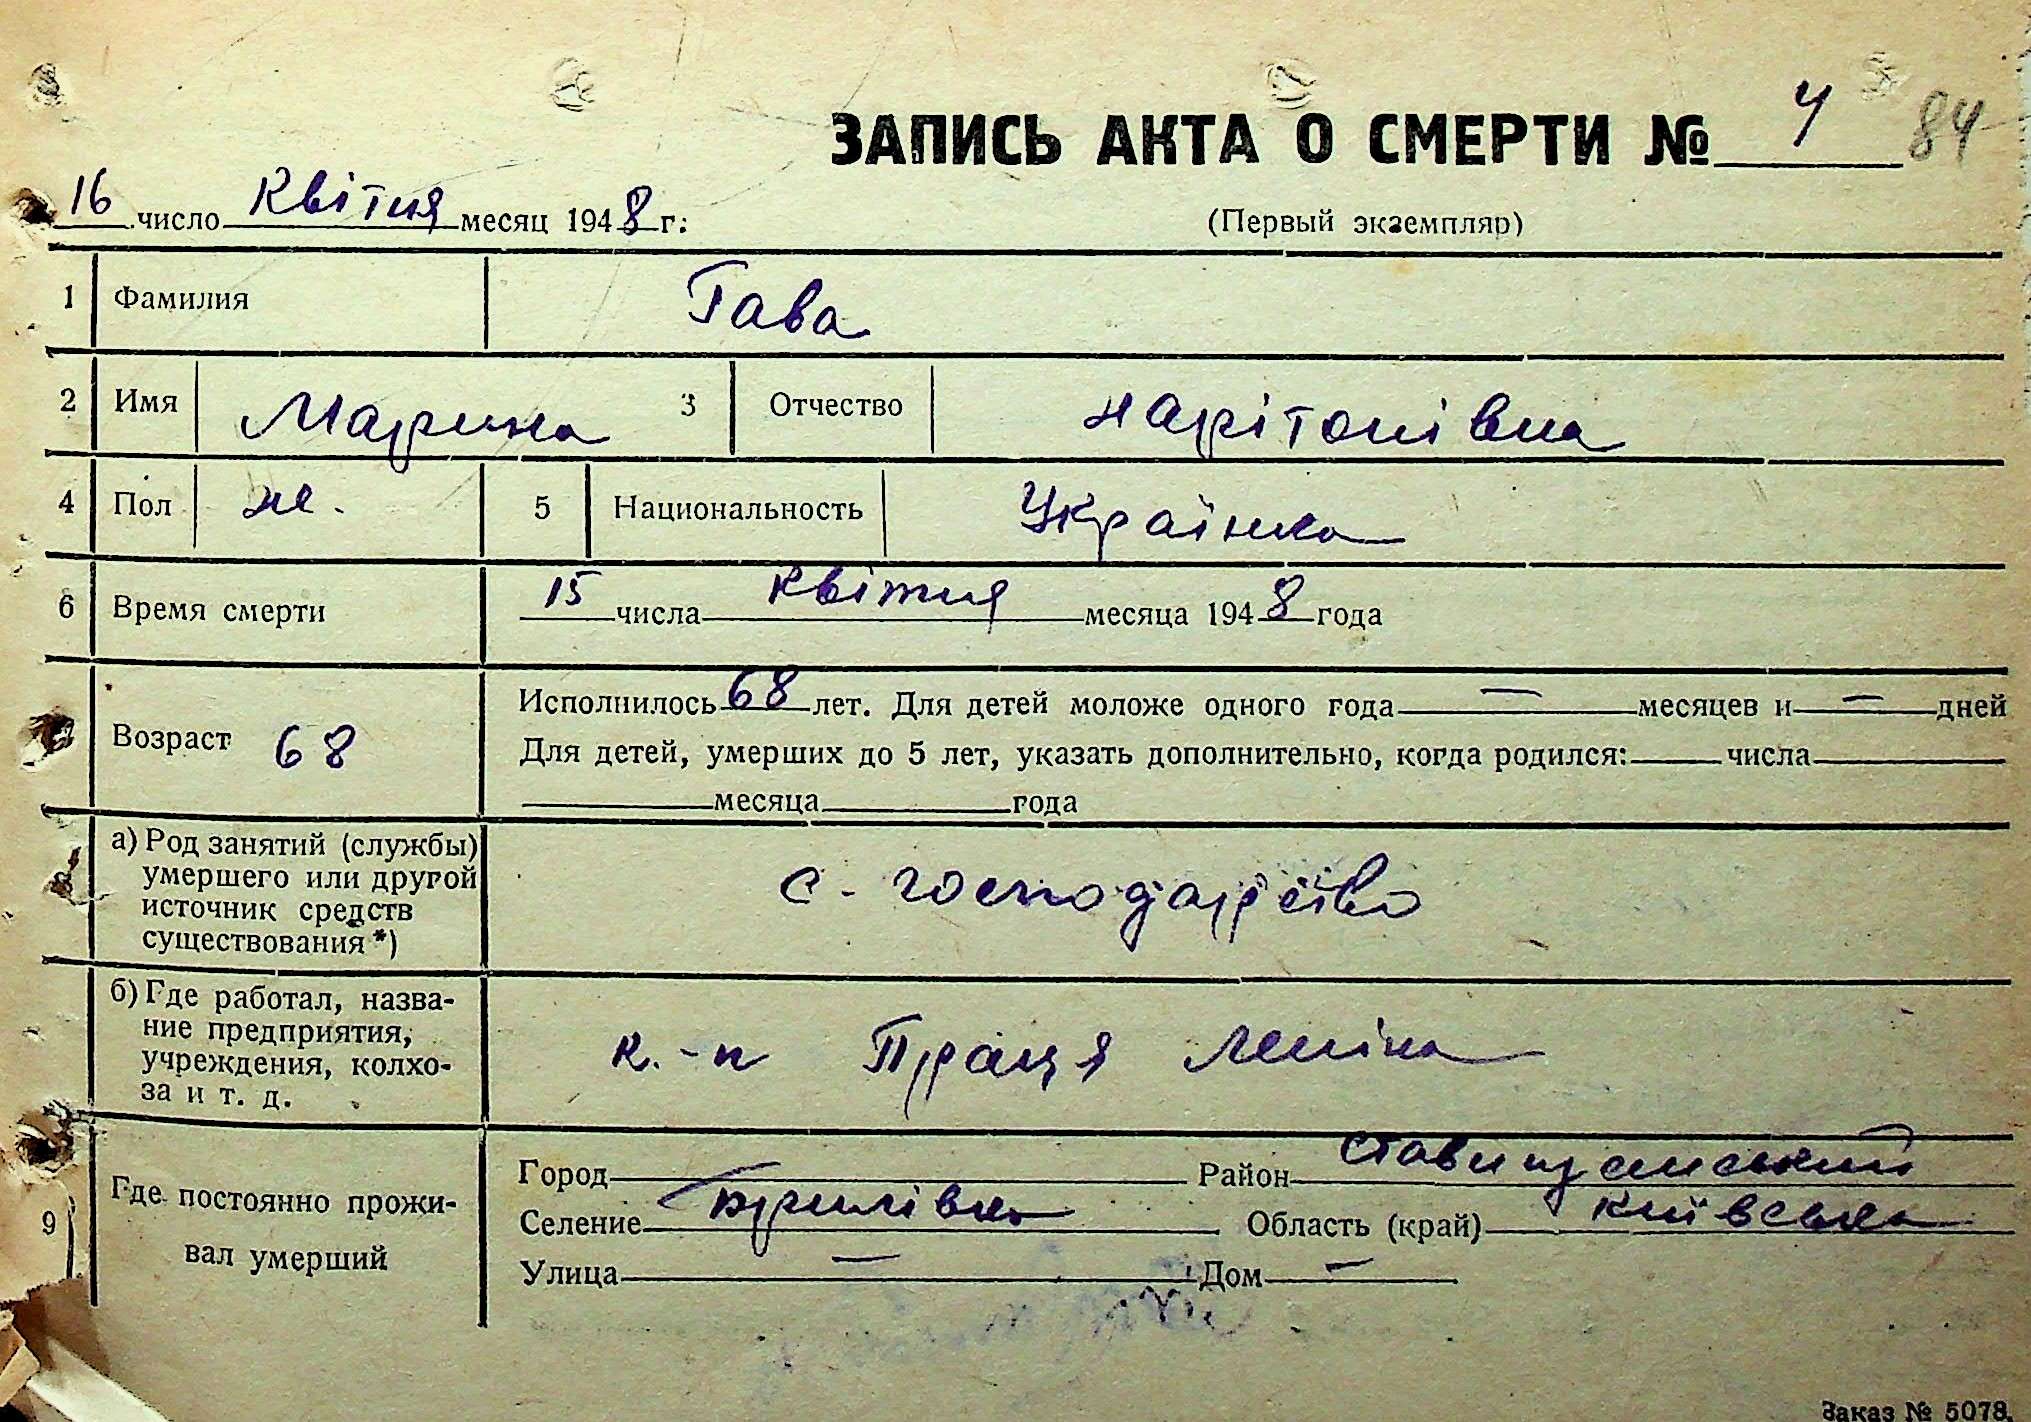 ЗАПИСЬ АКТА О СМЕРТИ № 4 84
16 число Квітня месяц 1948 г.
(Первый экземпляр)
1 Фамилия Гава
2 Имя Марина 3 Отчество Харітонівна
4 Пол ж. 5 Национальность Українка
6 Время смерти 15 числа Квітня месяца 1948 года
Возраст 68
Исполнилось 68 лет. Для детей моложе одного года — месяцев и — дней
Для детей, умерших до 5 лет, указать дополнительно, когда родился: числа
месяца года
а) Род занятий (службы)
умершего или другой
источник средств
существования *)
с-господарство
б) Где работал, назва-
ние предприятия,
учреждения, колхо-
за и т. д.
к.-п Праця Леніна
9 Где постоянно прожи-
вал умерший
Город Район Ставищенський
Селение Брилівка Область (край) Київська
Улица — Дом —
Заказ № 5078.